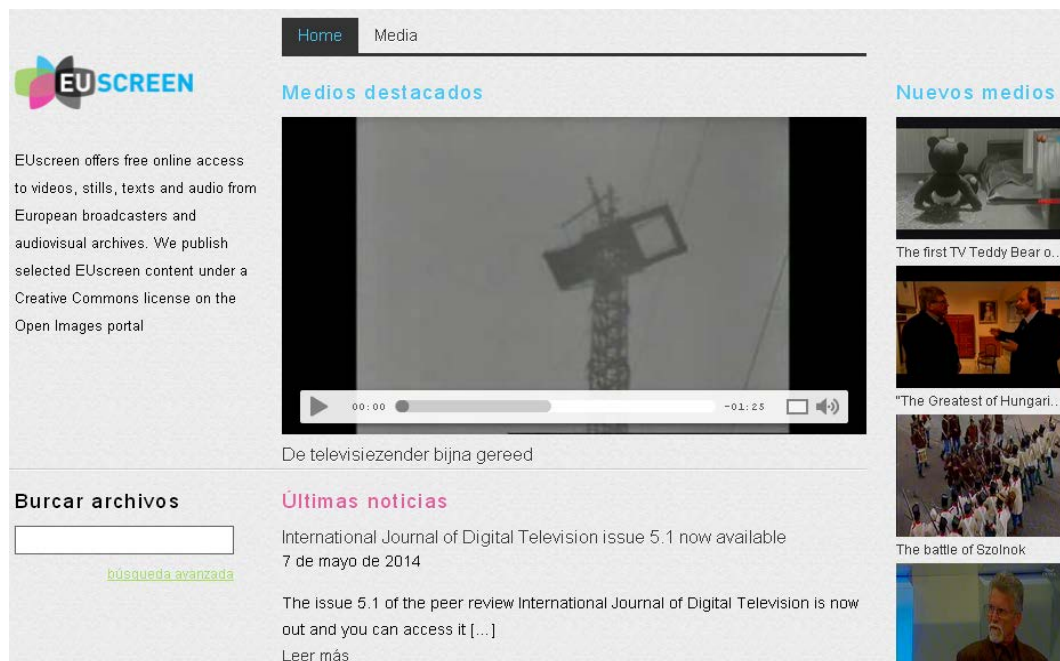 Home Media
EUSCREEN
EUscreen offers free online access
to videos, stills, texts and audio from
European broadcasters and
audiovisual archives. We publish
selected EUscreen content under a
Creative Commons license on the
Open Images portal
Medios destacados
00:00 -01:25
De televisiezender bijna gereed
Nuevos medios
The first TV Teddy Bear o...
"The Greatest of Hungari...
The battle of Szolnok
Burcar archivos
búsqueda avanzada
Últimas noticias
International Journal of Digital Television issue 5.1 now available
7 de mayo de 2014
The issue 5.1 of the peer review International Journal of Digital Television is now
out and you can access it [...]
Leer más